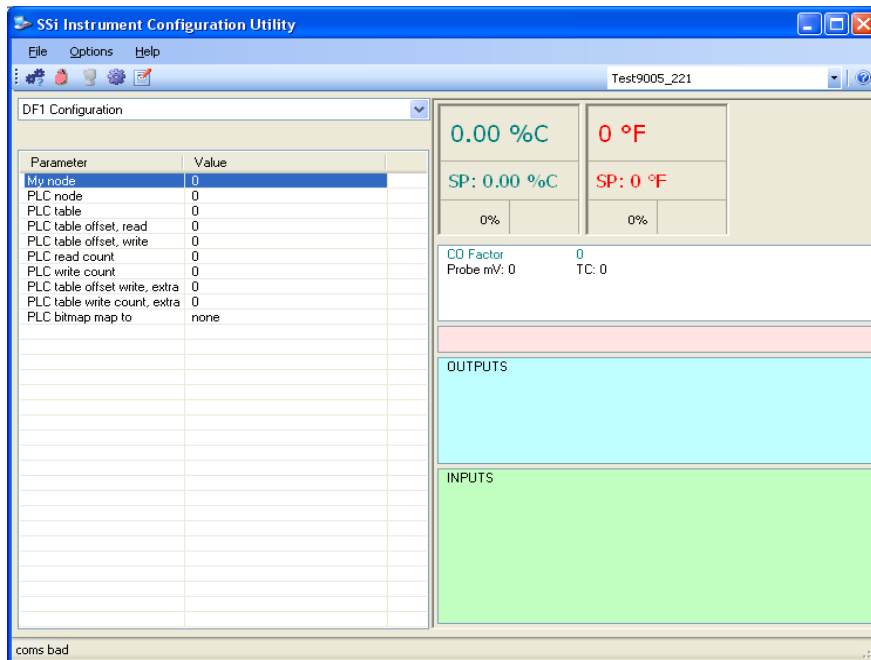 SSi Instrument Configuration Utility
File Options Help
Test9005_221
DF1 Configuration
Parameter Value
My node 0
PLC node 0
PLC table 0
PLC table offset, read 0
PLC table offset, write 0
PLC read count 0
PLC write count 0
PLC table offset write, extra 0
PLC table write count, extra 0
PLC bitmap map to none
0.00 %C 0 °F
SP: 0.00 %C SP: 0 °F
0% 0%
CO Factor 0
Probe mV: 0 TC: 0
OUTPUTS
INPUTS
coms bad